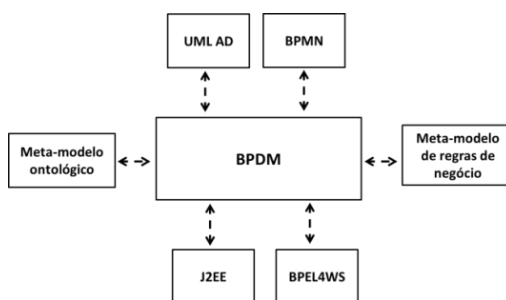 UML AD
BPMN
Meta-modelo
ontológico
BPDM
Meta-modelo
de regras de
negócio
J2EE
BPEL4WS